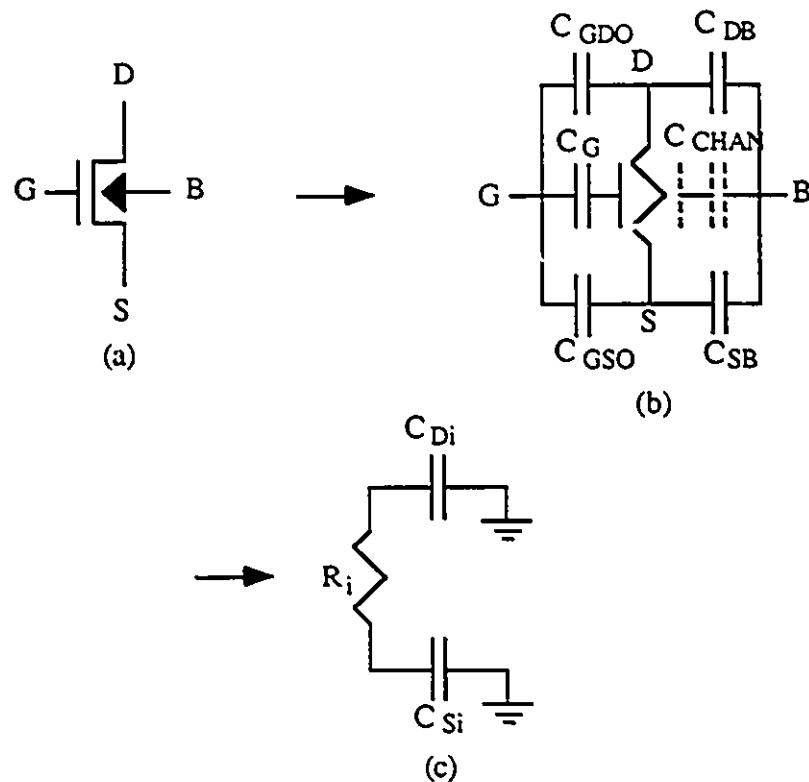 D
G
B
S
(a)
C GDO
D
C DB
C G
C CHAN
G
B
S
C GSO
C SB
(b)
C Di
R i
C Si
(c)